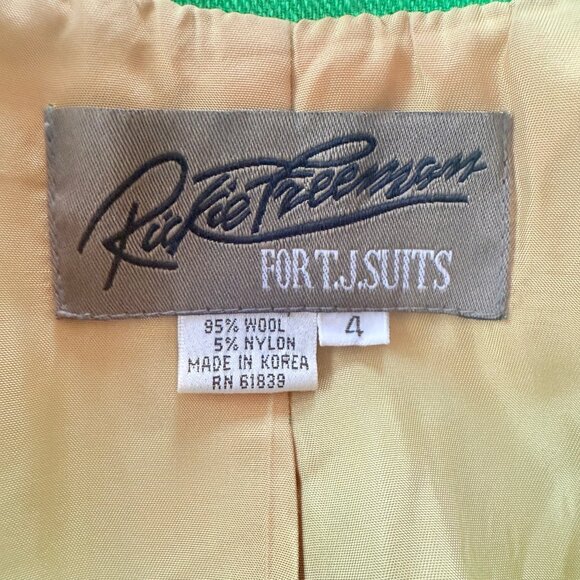 Rickie Freeman
FOR T.J. SUITS
95% WOOL
5% NYLON
MADE IN KOREA
RN 61839
4